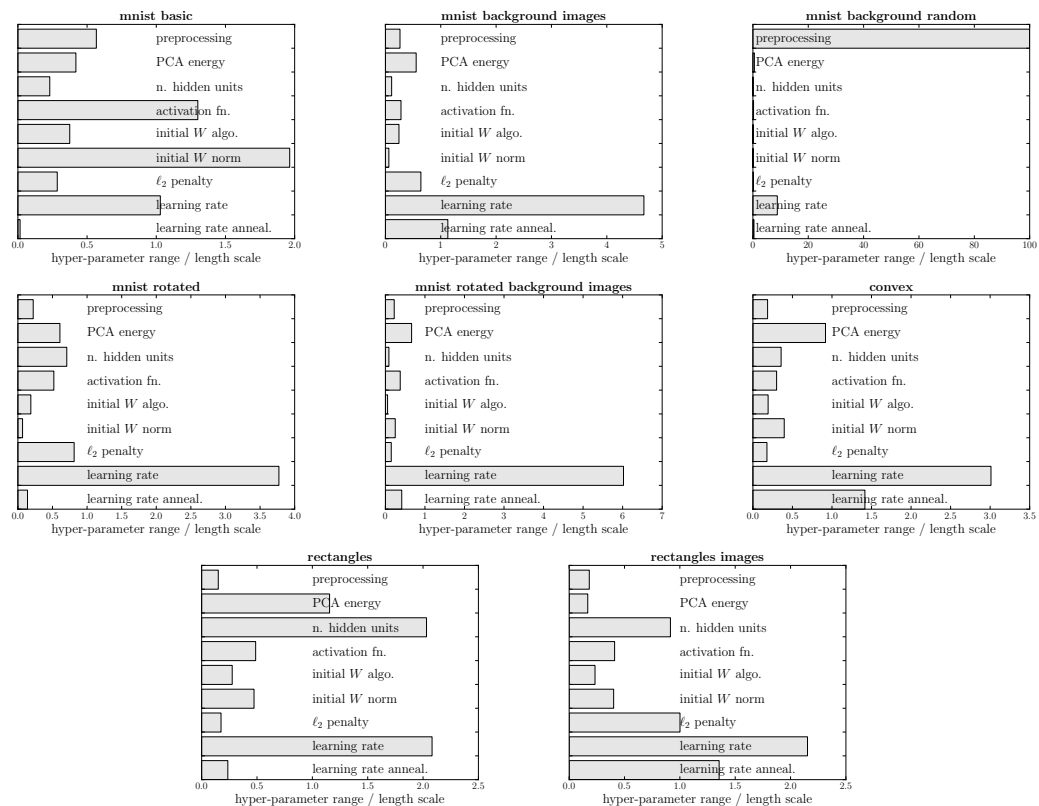 mnist basic
preprocessing
PCA energy
n. hidden units
activation fn.
initial W algo.
initial W norm
ℓ2 penalty
learning rate
learning rate anneal.
0.0 0.5 1.0 1.5 2.0
hyper-parameter range / length scale
mnist background images
preprocessing
PCA energy
n. hidden units
activation fn.
initial W algo.
initial W norm
ℓ2 penalty
learning rate
learning rate anneal.
0 1 2 3 4 5
hyper-parameter range / length scale
mnist background random
preprocessing
PCA energy
n. hidden units
activation fn.
initial W algo.
initial W norm
ℓ2 penalty
learning rate
learning rate anneal.
0 20 40 60 80 100
hyper-parameter range / length scale
mnist rotated
preprocessing
PCA energy
n. hidden units
activation fn.
initial W algo.
initial W norm
ℓ2 penalty
learning rate
learning rate anneal.
0.0 0.5 1.0 1.5 2.0 2.5 3.0 3.5 4.0
hyper-parameter range / length scale
mnist rotated background images
preprocessing
PCA energy
n. hidden units
activation fn.
initial W algo.
initial W norm
ℓ2 penalty
learning rate
learning rate anneal.
0 1 2 3 4 5 6 7
hyper-parameter range / length scale
convex
preprocessing
PCA energy
n. hidden units
activation fn.
initial W algo.
initial W norm
ℓ2 penalty
learning rate
learning rate anneal.
0.0 0.5 1.0 1.5 2.0 2.5 3.0 3.5
hyper-parameter range / length scale
rectangles
preprocessing
PCA energy
n. hidden units
activation fn.
initial W algo.
initial W norm
ℓ2 penalty
learning rate
learning rate anneal.
0.0 0.5 1.0 1.5 2.0 2.5
hyper-parameter range / length scale
rectangles images
preprocessing
PCA energy
n. hidden units
activation fn.
initial W algo.
initial W norm
ℓ2 penalty
learning rate
learning rate anneal.
0.0 0.5 1.0 1.5 2.0 2.5
hyper-parameter range / length scale